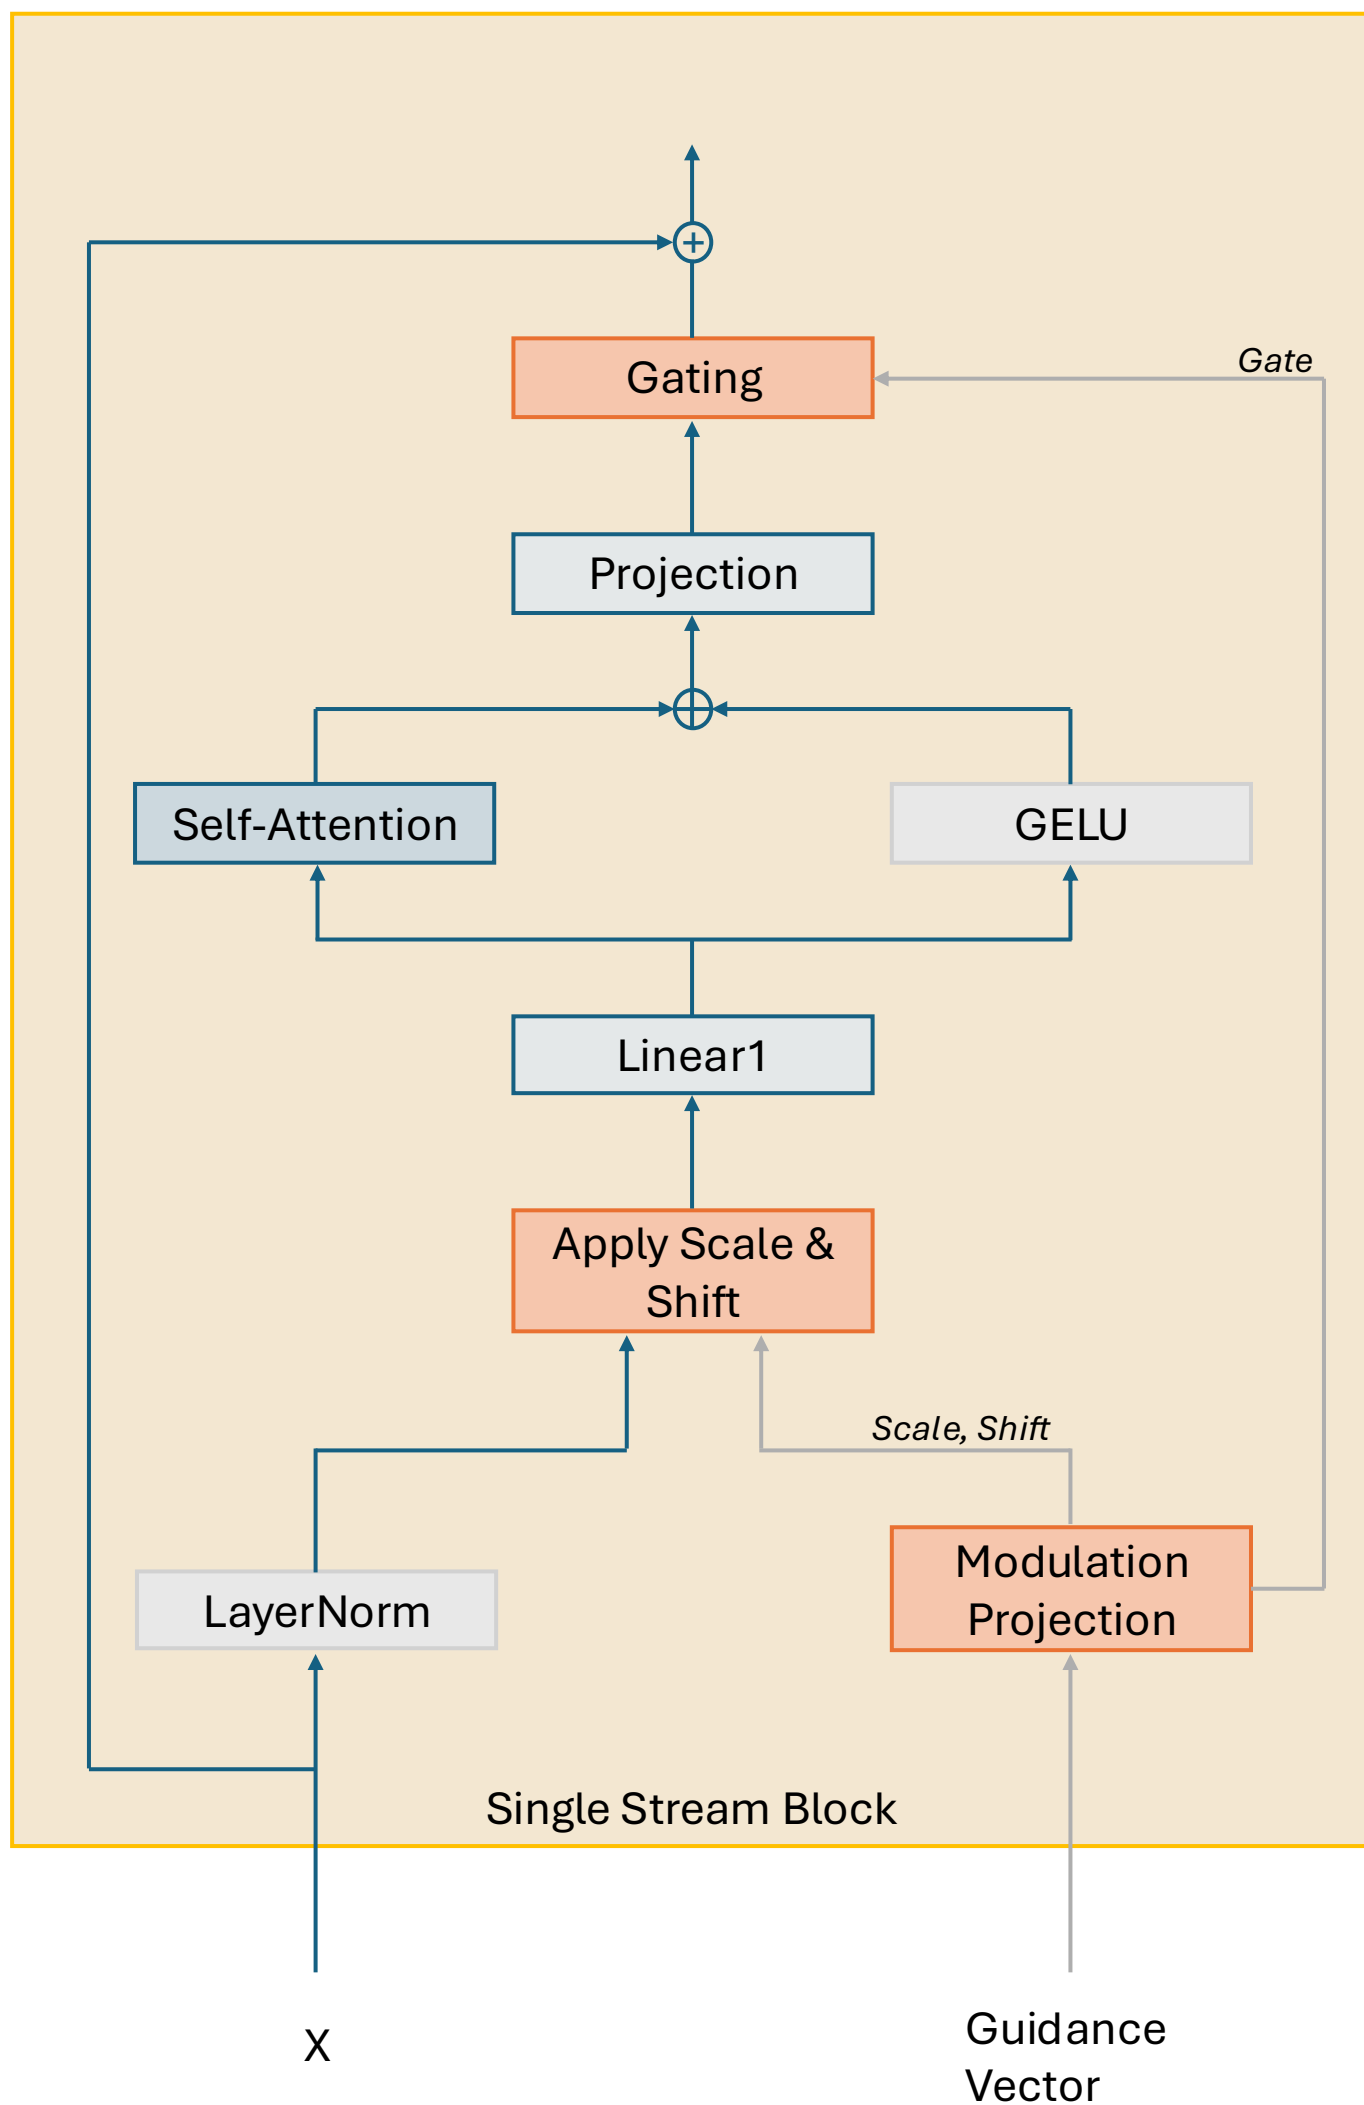 +
Gating
Gate
Projection
Self-Attention
GELU
Linear1
Apply Scale &
Shift
Scale, Shift
Modulation
Projection
LayerNorm
Single Stream Block
X
Guidance
Vector